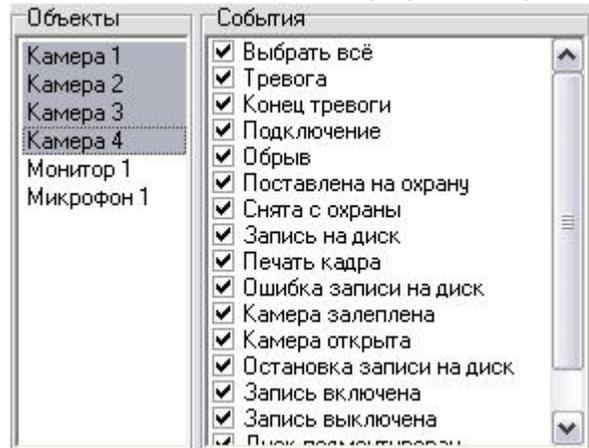 Объекты
Камера 1
Камера 2
Камера 3
Камера 4
Монитор 1
Микрофон 1
События
Выбрать всё
Тревога
Конец тревоги
Подключение
Обрыв
Поставлена на охрану
Снята с охраны
Запись на диск
Печать кадра
Ошибка записи на диск
Камера залеплена
Камера открыта
Остановка записи на диск
Запись включена
Запись выключена